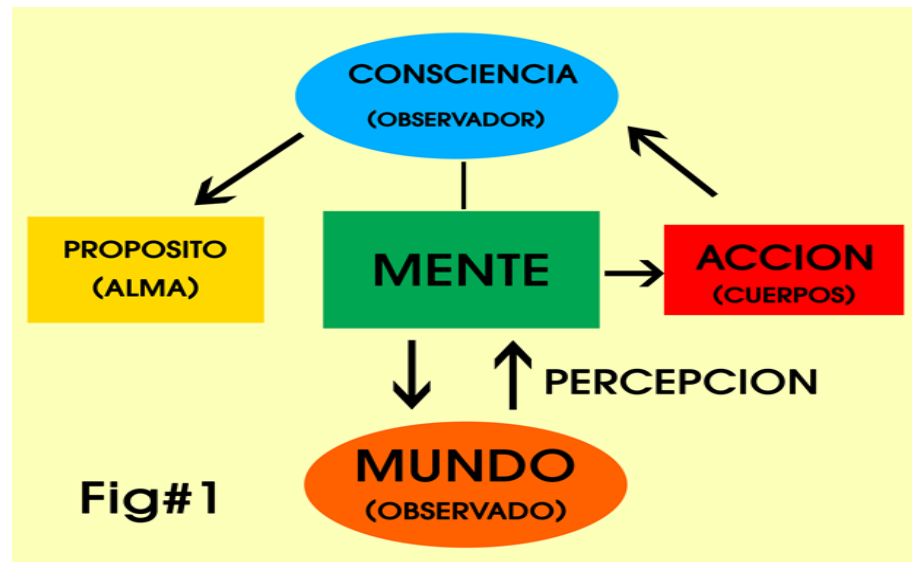 CONSCIENCIA
(OBSERVADOR)
PROPOSITO
(ALMA)
MENTE
ACCION
(CUERPOS)
PERCEPCION
MUNDO
(OBSERVADO)
Fig#1